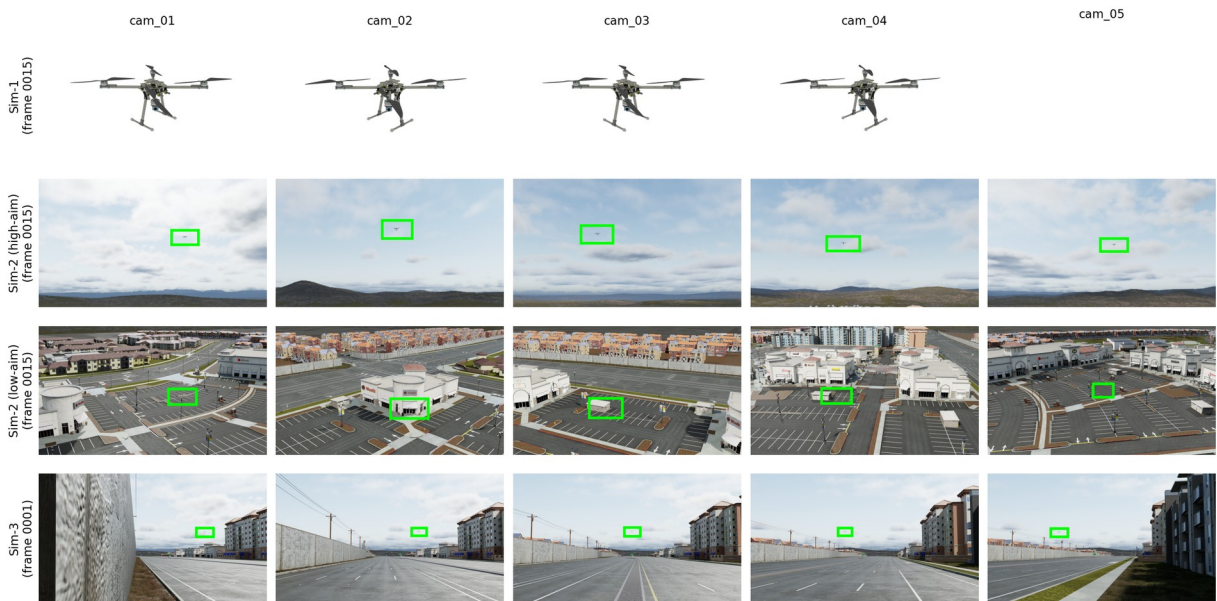 cam_01 cam_02 cam_03 cam_04 cam_05
Sim-1
(frame 0015)
Sim-2 (high-aim)
(frame 0015)
Sim-2 (low-aim)
(frame 0015)
Sim-3
(frame 0001)